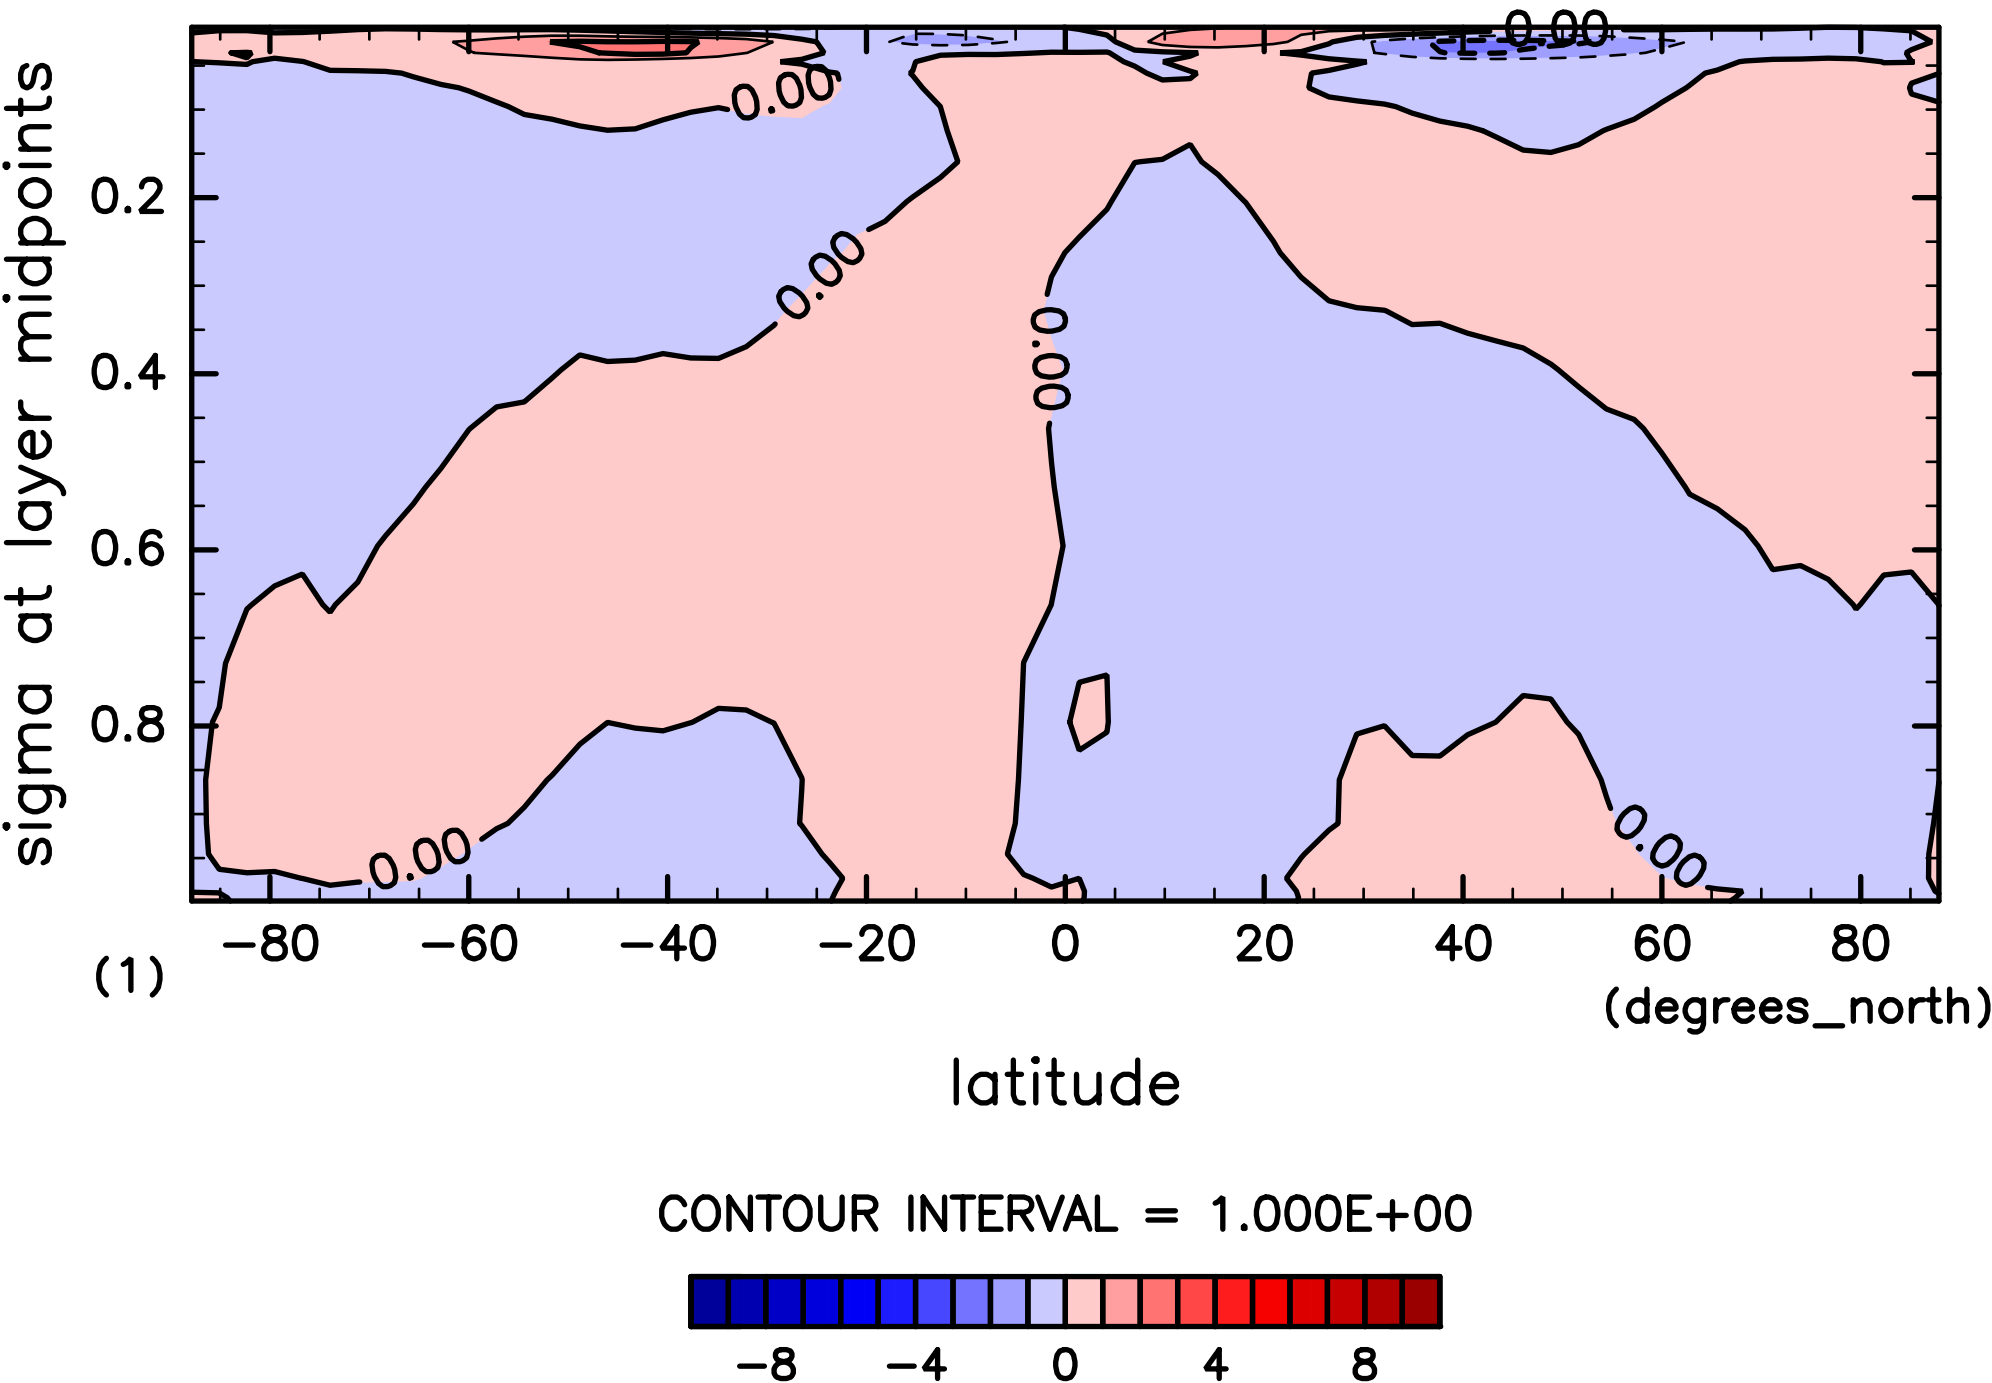 0.00
0.00
0.00
0.00
0.00
0.00
sigma at layer midpoints
0.2
0.4
0.6
0.8
−80 −60 −40 −20 0 20 40 60 80
(1)
(degrees_north)
latitude
CONTOUR INTERVAL = 1.000E+00
−8 −4 0 4 8